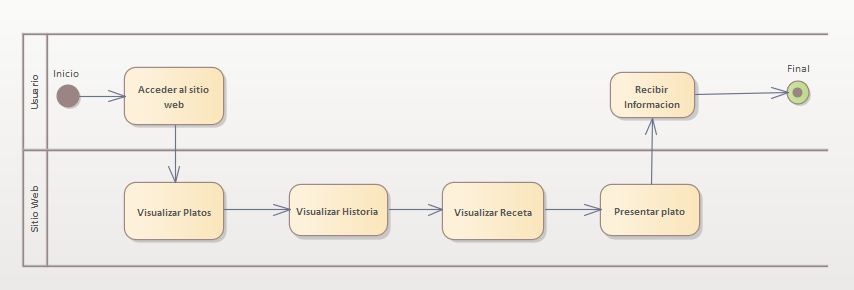 Usuario
Inicio
Acceder al sitio
web
Recibir
Informacion
Final
Sitio Web
Visualizar Platos
Visualizar Historia
Visualizar Receta
Presentar plato